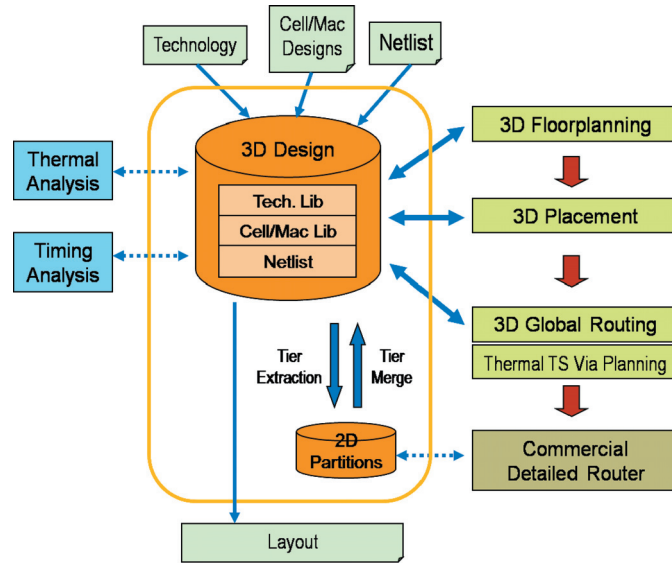 Technology
Cell/Mac
Designs
Netlist
3D Design
Tech. Lib
Cell/Mac Lib
Netlist
Thermal
Analysis
Timing
Analysis
3D Floorplanning
3D Placement
3D Global Routing
Thermal TS Via Planning
Tier
Extraction
Tier
Merge
2D
Partitions
Commercial
Detailed Router
Layout